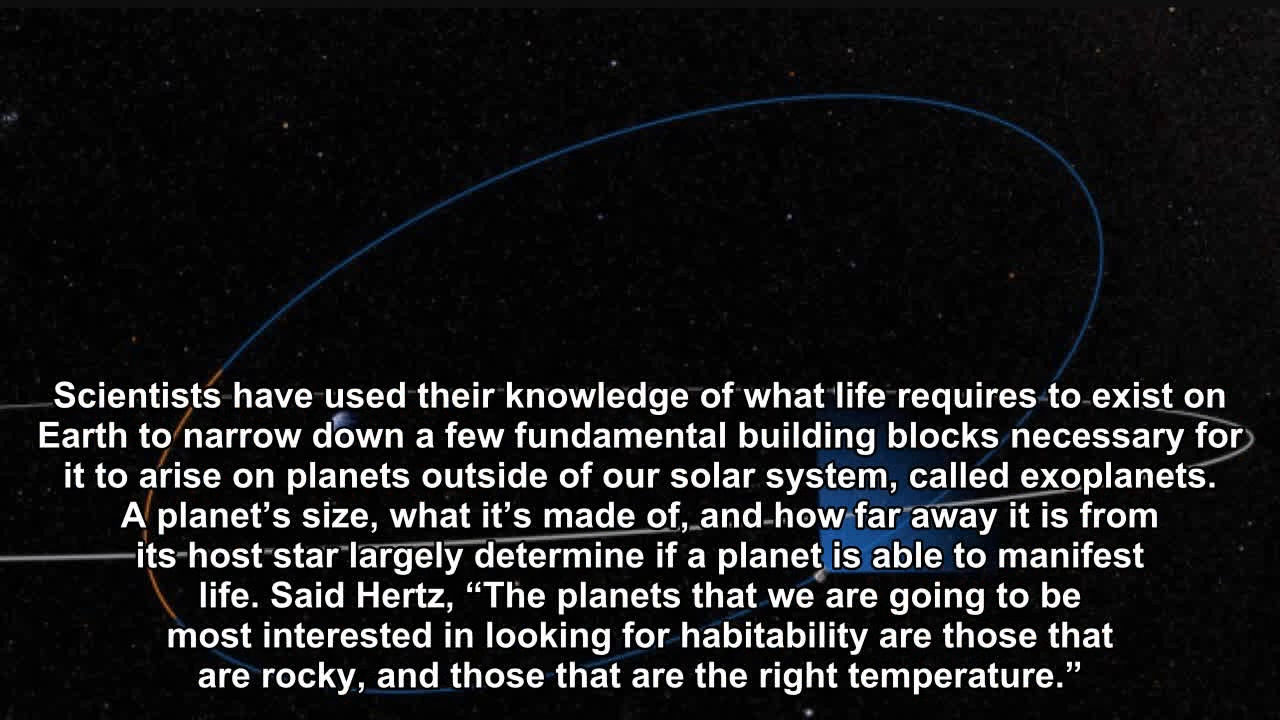 Scientists have used their knowledge of what life requires to exist on
Earth to narrow down a few fundamental building blocks necessary for
it to arise on planets outside of our solar system, called exoplanets.
A planet’s size, what it’s made of, and how far away it is from
its host star largely determine if a planet is able to manifest
life. Said Hertz, “The planets that we are going to be
most interested in looking for habitability are those that
are rocky, and those that are the right temperature.”